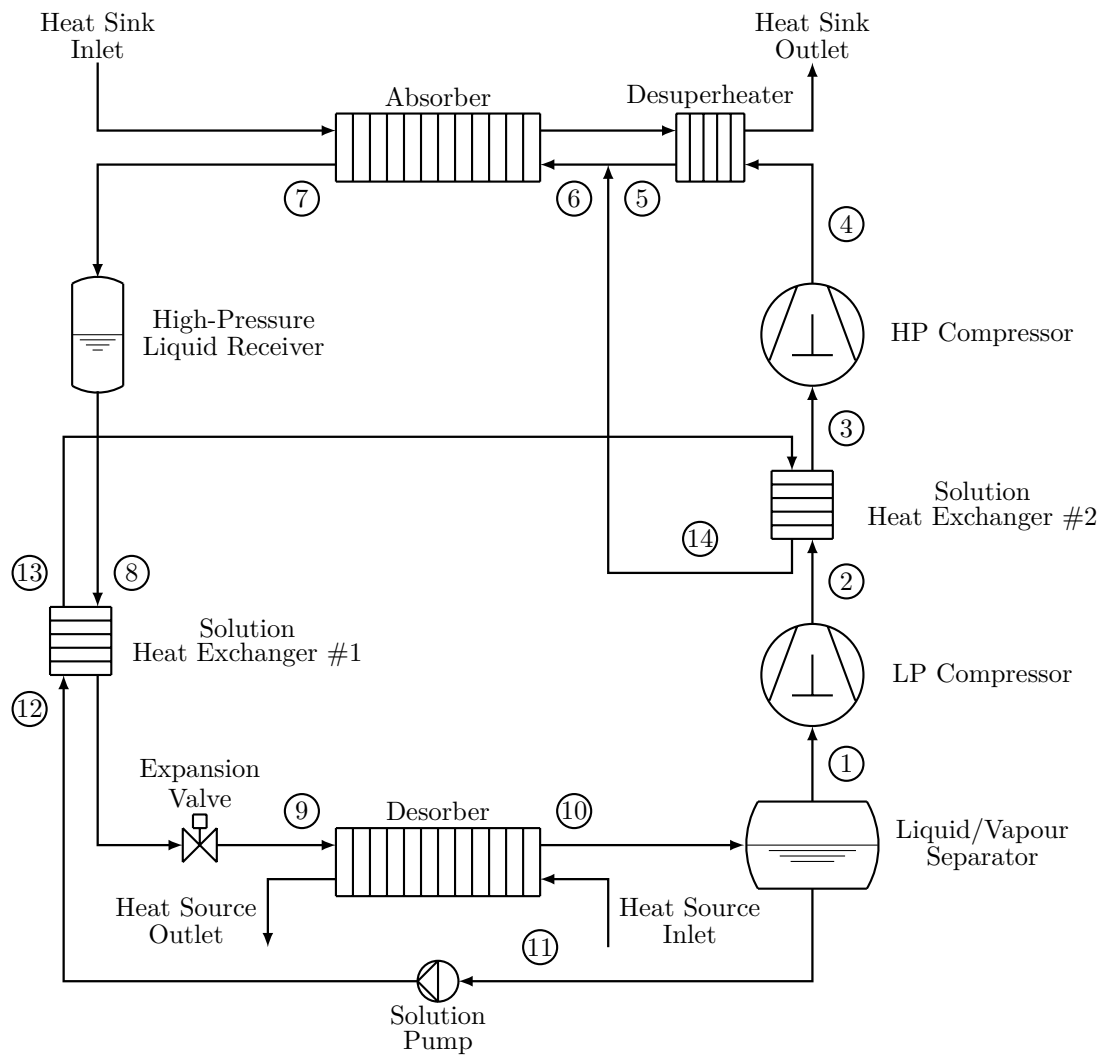 Heat Sink
Inlet
Heat Sink
Outlet
Absorber
Desuperheater
7
6
5
4
High-Pressure
Liquid Receiver
HP Compressor
3
Solution
Heat Exchanger #2
14
13
8
2
Solution
Heat Exchanger #1
LP Compressor
12
1
Expansion
Valve
9
Desorber
10
Liquid/Vapour
Separator
Heat Source
Outlet
Heat Source
Inlet
11
Solution
Pump